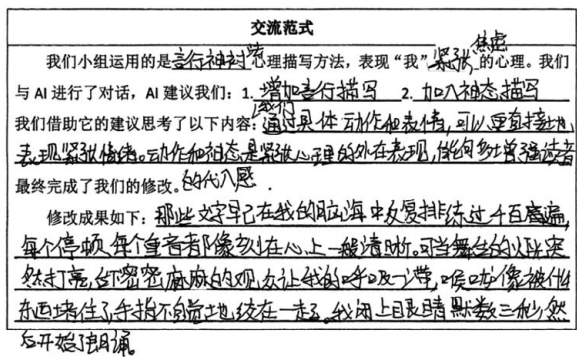 交流范式
焦虑
我们小组运用的是言行神衬心理描写方法，表现“我”紧张的心理。我们
与 AI 进行了对话，AI 建议我们：1. 增加言行描写 2. 加入神态描写
我们借助它的建议思考了以下内容：我们通过具体动作和表情，可以更直接地
表现紧张情绪。动作和神态是紧张心理的外在表现，能够增强读者
最终完成了我们的修改。的代入感.
修改成果如下：那些文字早已在我的脑海中反复排练过千百遍，
每个停顿、每个重音都像刻在心上一般清晰。可当舞台的灯光突
然打亮，台下密密麻麻的观众让我的呼吸一滞，喉咙像被什么
东西堵住了，手指不自觉地绞在一起。我闭上眼睛默数三秒，然
后开始了朗诵。